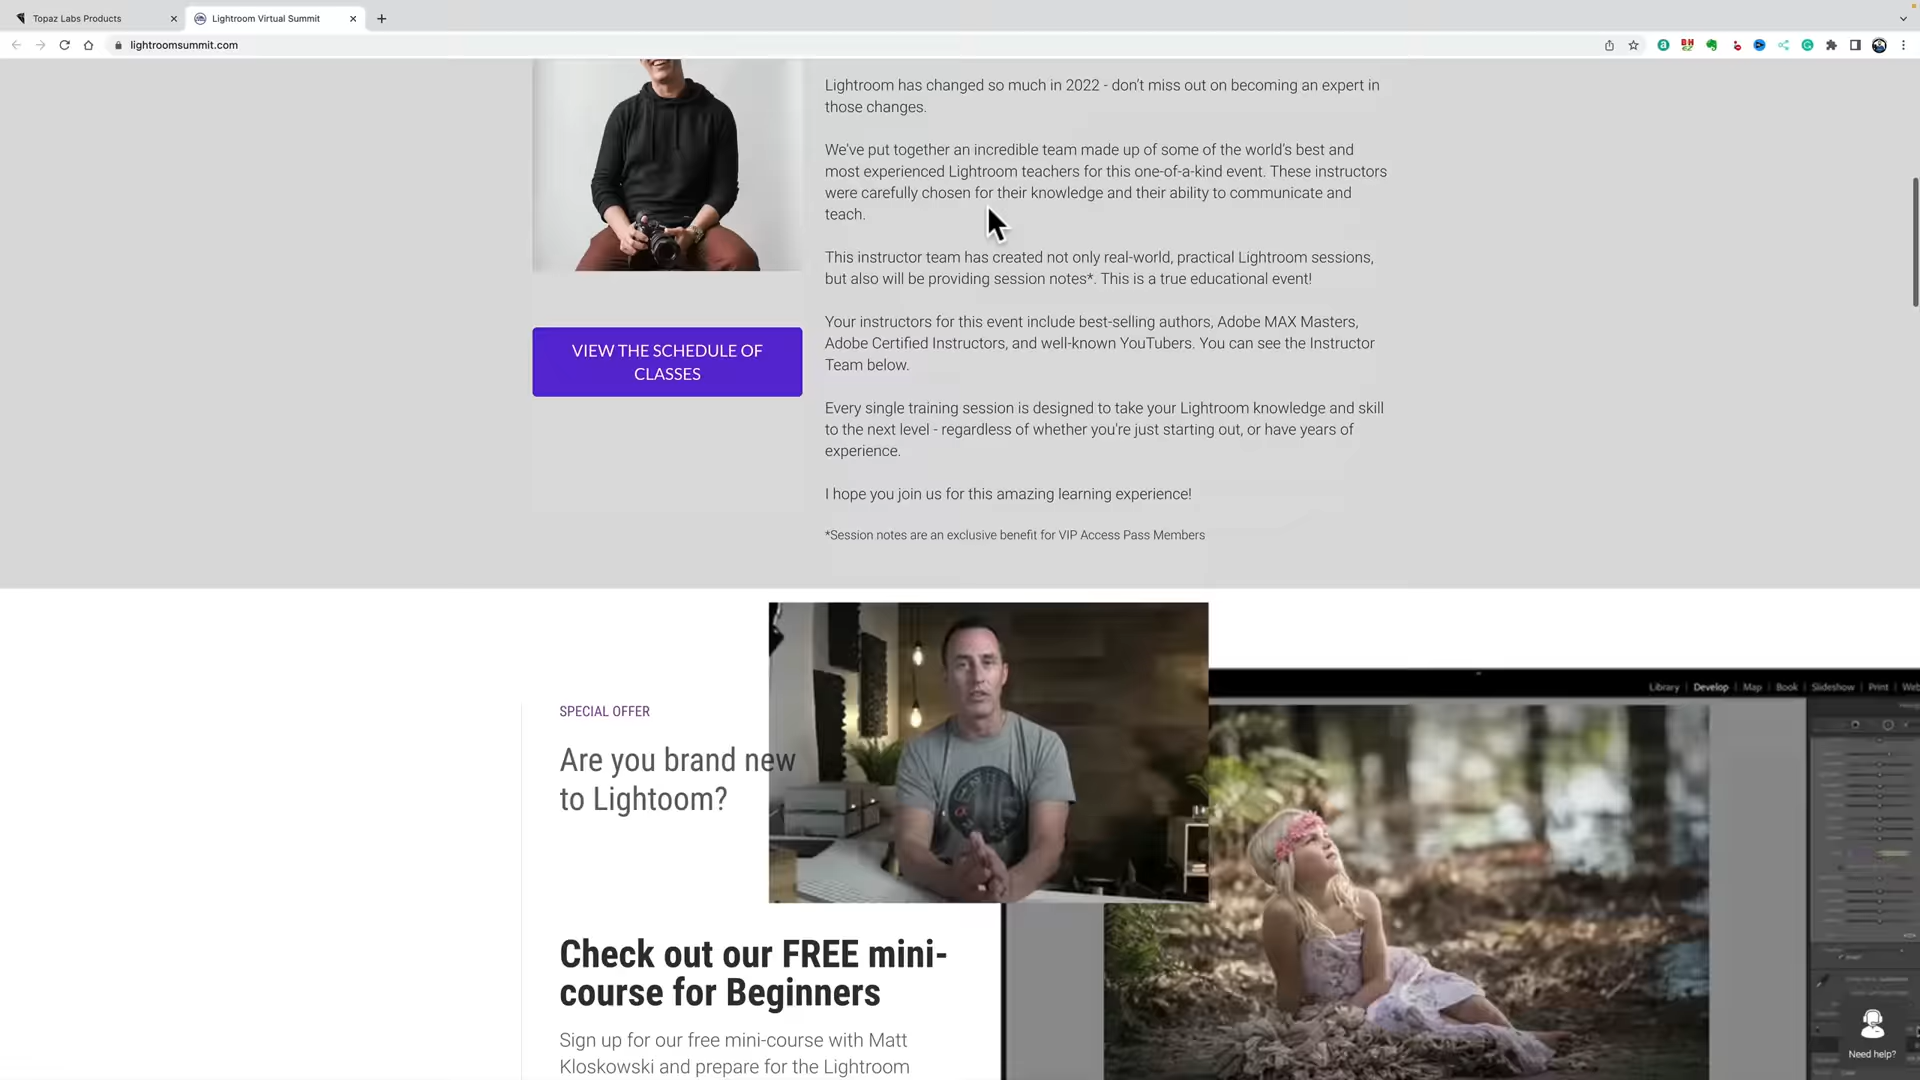 Topaz Labs Products
Lightroom Virtual Summit
lightroomsummit.com
Lightroom has changed so much in 2022 - don't miss out on becoming an expert in
those changes.
We've put together an incredible team made up of some of the world's best and
most experienced Lightroom teachers for this one-of-a-kind event. These instructors
were carefully chosen for their knowledge and their ability to communicate and
teach.
This instructor team has created not only real-world, practical Lightroom sessions,
but also will be providing session notes*. This is a true educational event!
VIEW THE SCHEDULE OF
CLASSES
Your instructors for this event include best-selling authors, Adobe MAX Masters,
Adobe Certified Instructors, and well-known YouTubers. You can see the Instructor
Team below.
Every single training session is designed to take your Lightroom knowledge and skill
to the next level - regardless of whether you're just starting out, or have years of
experience.
I hope you join us for this amazing learning experience!
*Session notes are an exclusive benefit for VIP Access Pass Members
Library | Develop | Map | Book | Slideshow | Print | Web
SPECIAL OFFER
Are you brand new
to Lightoom?
Check out our FREE mini-
course for Beginners
Sign up for our free mini-course with Matt
Kloskowski and prepare for the Lightroom
Need help?